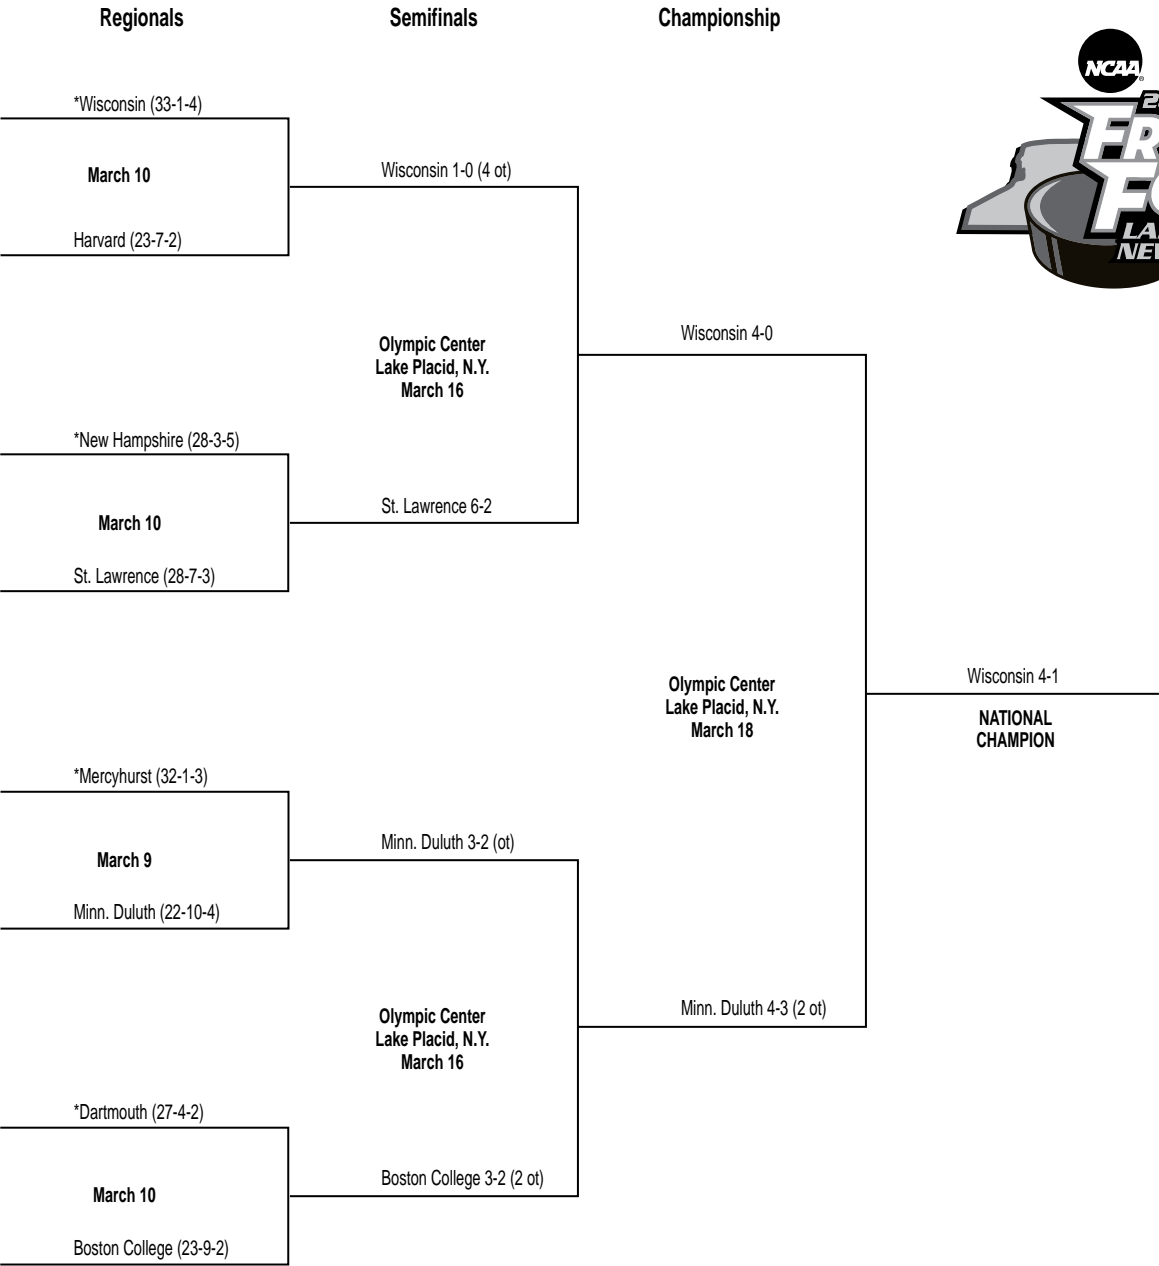 Regionals
Semifinals
Championship
NCAA
*Wisconsin (33-1-4)
March 10
Harvard (23-7-2)
Wisconsin 1-0 (4 ot)
Olympic Center
Lake Placid, N.Y.
March 16
Wisconsin 4-0
*New Hampshire (28-3-5)
March 10
St. Lawrence (28-7-3)
St. Lawrence 6-2
Olympic Center
Lake Placid, N.Y.
March 18
Wisconsin 4-1
NATIONAL
CHAMPION
*Mercyhurst (32-1-3)
March 9
Minn. Duluth (22-10-4)
Minn. Duluth 3-2 (ot)
Olympic Center
Lake Placid, N.Y.
March 16
Minn. Duluth 4-3 (2 ot)
*Dartmouth (27-4-2)
March 10
Boston College (23-9-2)
Boston College 3-2 (2 ot)